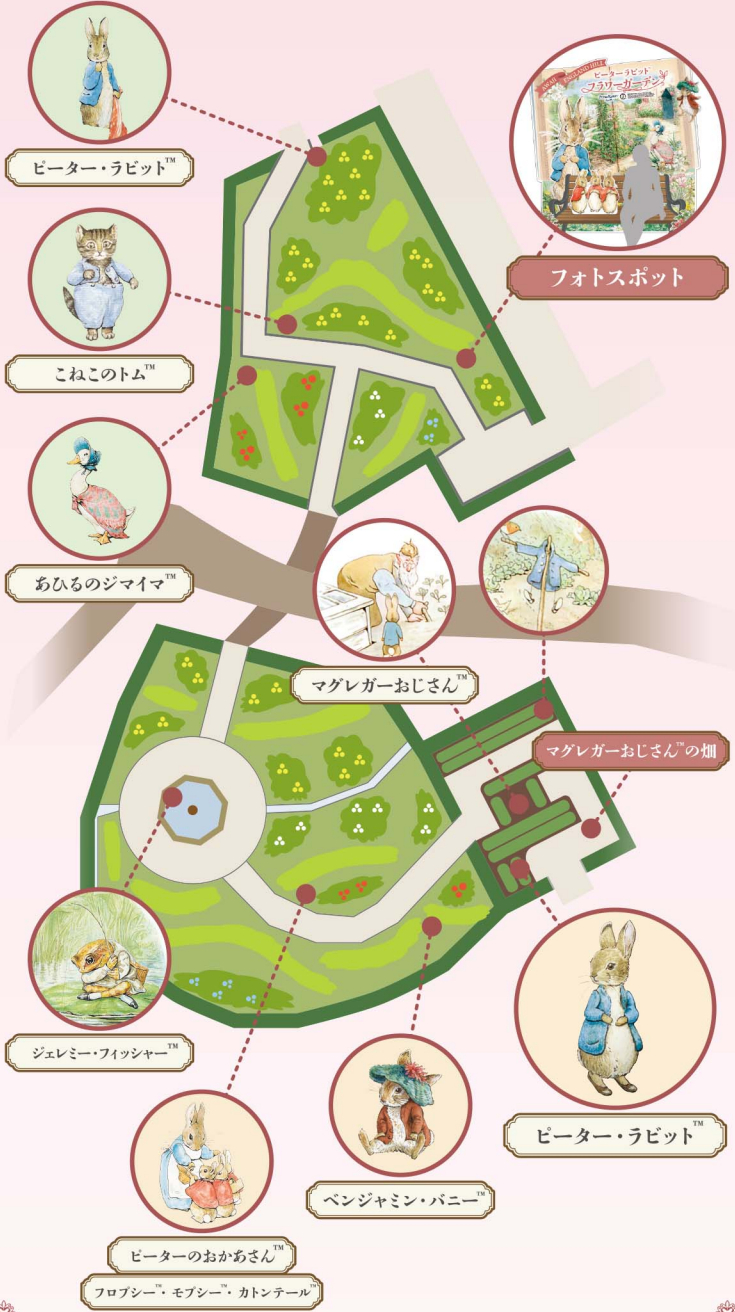 ピーター・ラビット™
AWAJI ENGLAND HILL
ピーターラビット™
フラワーガーデン
フォトスポット
こねこのトム™
あひるのジマイマ™
マグレガーおじさん™
マグレガーおじさん™の畑
ジェレミー・フィッシャー™
ピーター・ラビット™
ベンジャミン・バニー™
ピーターのおかあさん™
フロプシー™・モプシー™・カトンテール™